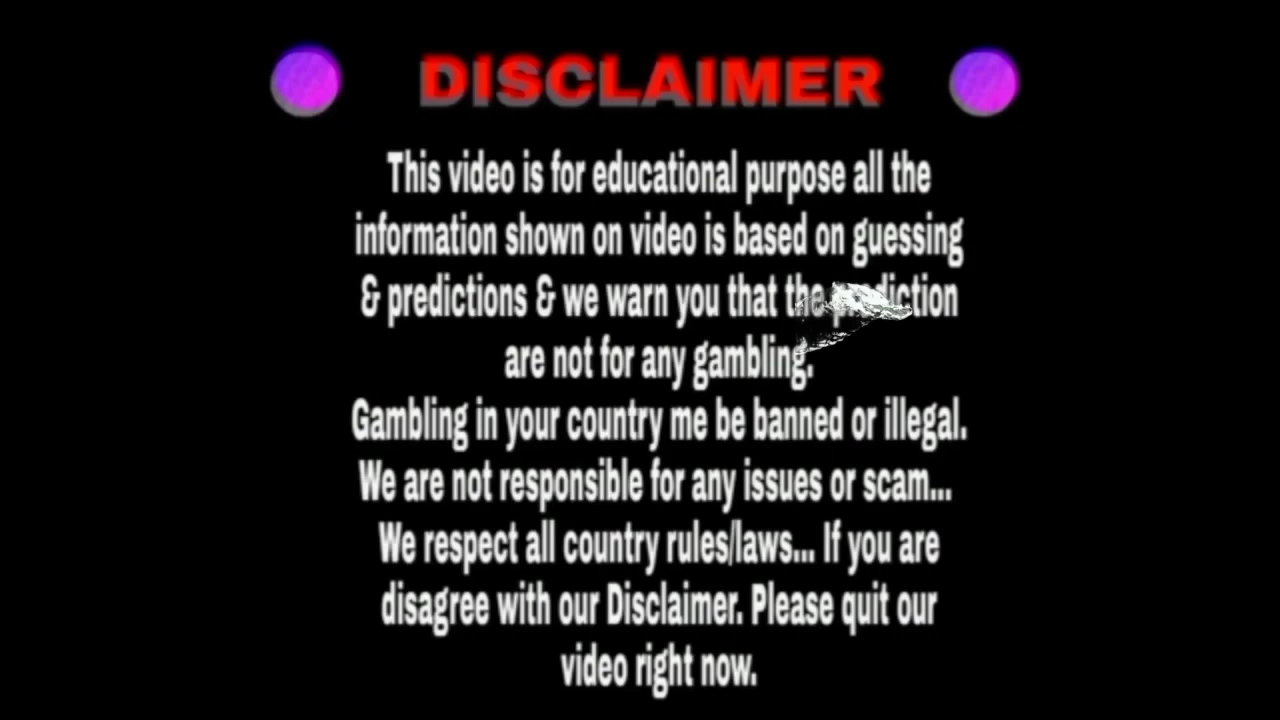 DISCLAIMER
This video is for educational purpose all the
information shown on video is based on guessing
& predictions & we warn you that the prediction
are not for any gambling.
Gambling in your country me be banned or illegal.
We are not responsible for any issues or scam...
We respect all country rules/laws... If you are
disagree with our Disclaimer. Please quit our
video right now.